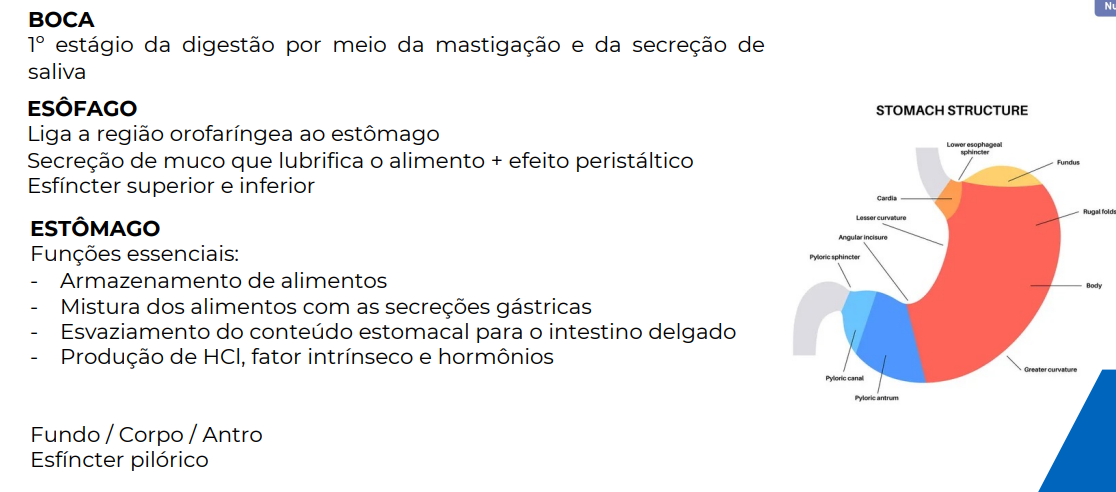 BOCA
1º estágio da digestão por meio da mastigação e da secreção de
saliva
ESÔFAGO
Liga a região orofaríngea ao estômago
Secreção de muco que lubrifica o alimento + efeito peristáltico
Esfíncter superior e inferior
ESTÔMAGO
Funções essenciais:
- Armazenamento de alimentos
- Mistura dos alimentos com as secreções gástricas
- Esvaziamento do conteúdo estomacal para o intestino delgado
- Produção de HCl, fator intrínseco e hormônios
Fundo / Corpo / Antro
Esfíncter pilórico
STOMACH STRUCTURE
Lower esophageal
sphincter
Fundus
Cardia
Rugal folds
Lesser curvature
Angular incisure
Pyloric sphincter
Body
Greater curvature
Pyloric canal
Pyloric antrum